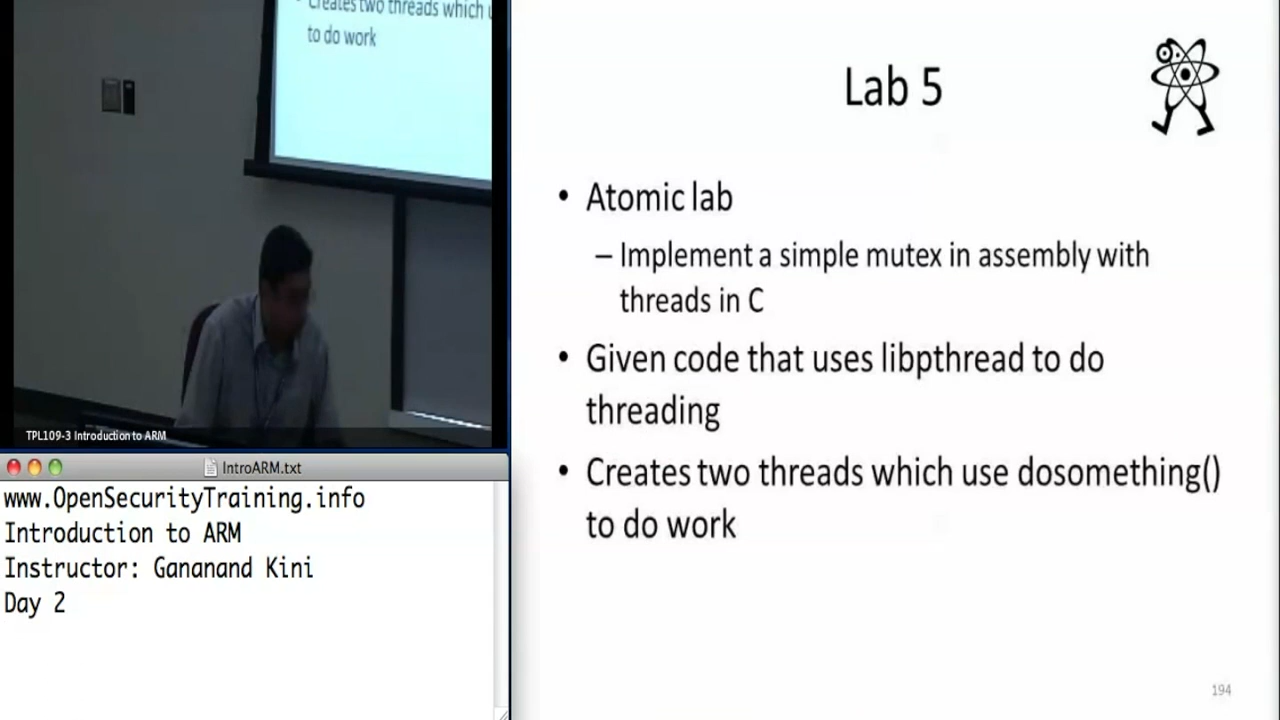 Creates two threads which
to do work
TPL109-3 Introduction to ARM
IntroARM.txt
www.OpenSecurityTraining.info
Introduction to ARM
Instructor: Gananand Kini
Day 2
Lab 5
• Atomic lab
– Implement a simple mutex in assembly with
threads in C
• Given code that uses libpthread to do
threading
• Creates two threads which use dosomething()
to do work
194